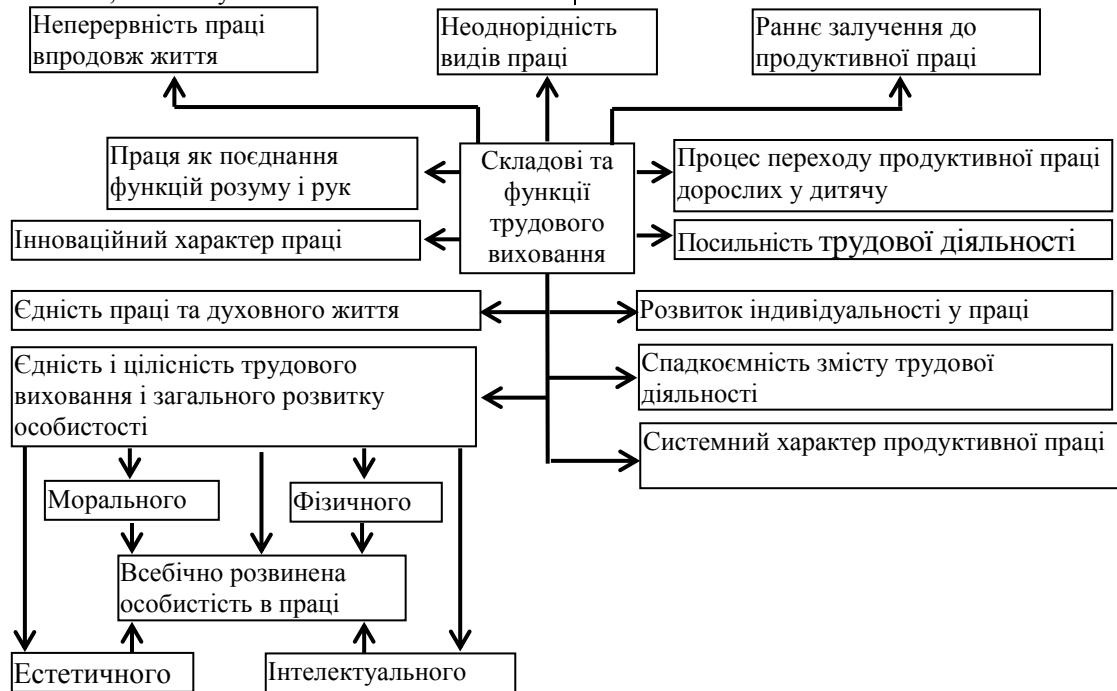 Неперервність праці
впродовж життя
Неоднорідність
видів праці
Раннє залучення до
продуктивної праці
Праця як поєднання
функцій розуму і рук
Складові та
функції
трудового
виховання
Процес переходу продуктивної праці
дорослих у дитячу
Інноваційний характер праці
Посильність трудової діяльності
Єдність праці та духовного життя
Розвиток індивідуальності у праці
Єдність і цілісність трудового
виховання і загального розвитку
особистості
Спадкоємність змісту трудової
діяльності
Системний характер продуктивної праці
Морального
Фізичного
Всебічно розвинена
особистість в праці
Естетичного
Інтелектуального